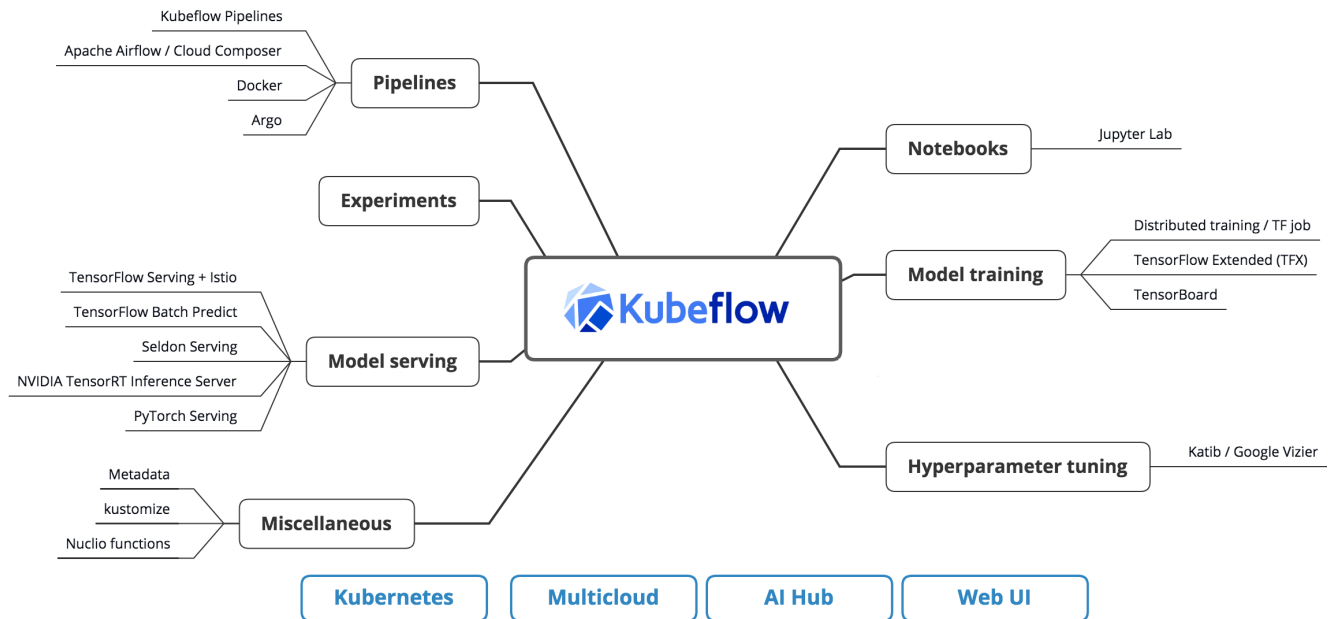 Kubeflow Pipelines
Apache Airflow / Cloud Composer
Docker
Argo
Pipelines
Experiments
TensorFlow Serving + Istio
TensorFlow Batch Predict
Seldon Serving
NVIDIA TensorRT Inference Server
PyTorch Serving
Model serving
Metadata
kustomize
Nuclio functions
Miscellaneous
Kubeflow
Notebooks
Jupyter Lab
Model training
Distributed training / TF job
TensorFlow Extended (TFX)
TensorBoard
Hyperparameter tuning
Katib / Google Vizier
Kubernetes
Multicloud
AI Hub
Web UI